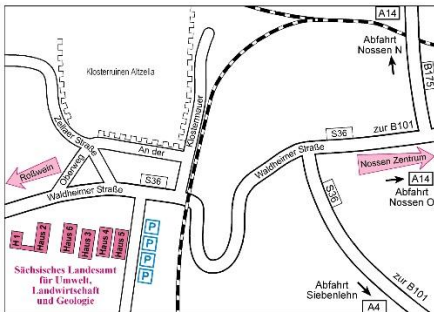 A14
Abfahrt
Nossen N
B175
Klosterruinen Altzella
Zellaer Straße
An der
Klostermauer
Oberweg
Roßwein
S36
Waldheimer Straße
Waldheimer Straße
S36
zur B101
Nossen Zentrum
A14
Abfahrt
Nossen O
S36
zur B101
Abfahrt
Siebenlehn
A4
H 1
Haus 2
Haus 6
Haus 3
Haus 4
Haus 5
P
P
P
P
Sächsisches Landesamt
für Umwelt,
Landwirtschaft
und Geologie